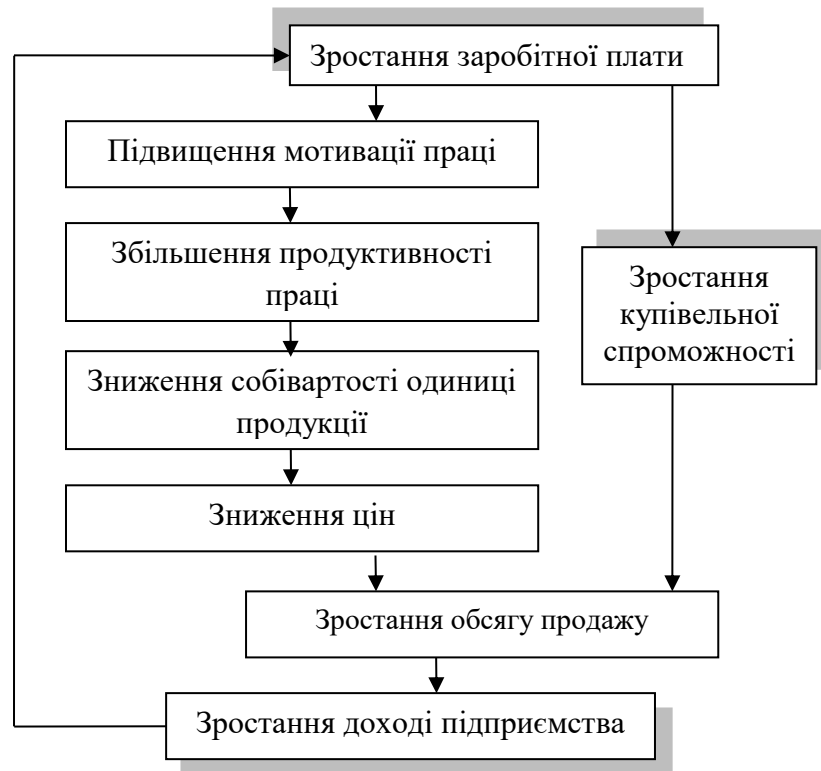 Зростання заробітної плати
Підвищення мотивації праці
Збільшення продуктивності
праці
Зростання
купівельної
спроможності
Зниження собівартості одиниці
продукції
Зниження цін
Зростання обсягу продажу
Зростання доході підприємства